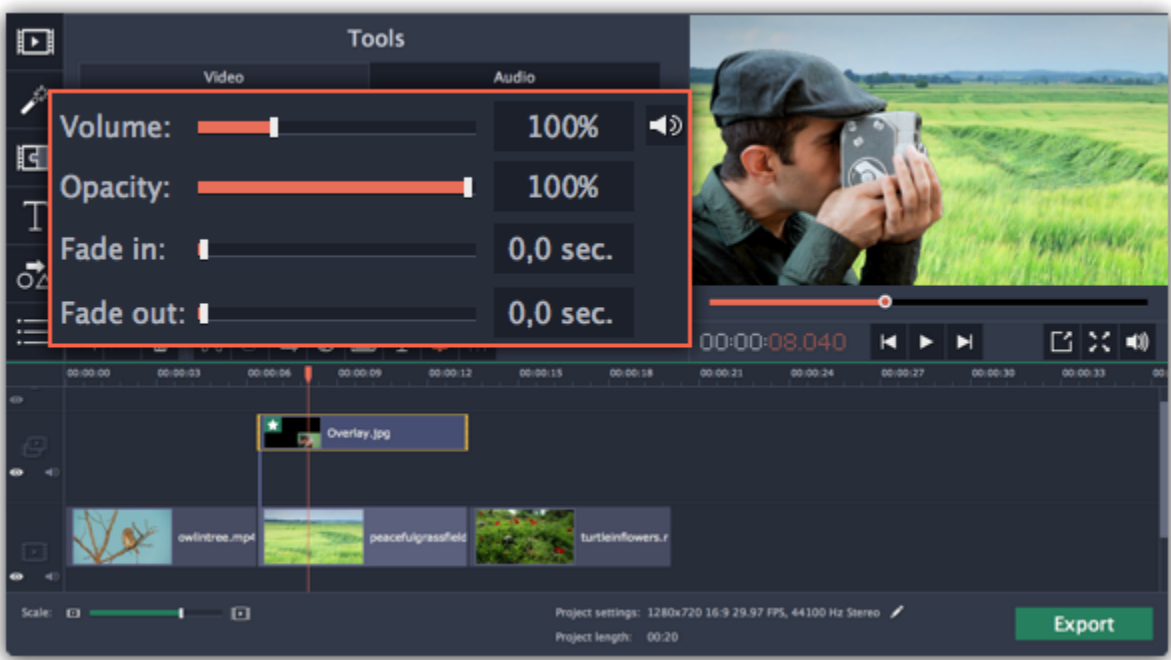 Tools
Video Audio
Volume: 100%
Opacity: 100%
Fade in: 0,0 sec.
Fade out: 0,0 sec.
T
00:00:08.040
00:00:00 00:00:03 00:00:06 00:00:09 00:00:12 00:00:15 00:00:18 00:00:21 00:00:24 00:00:27 00:00:30 00:00:33 00:
Overlay.jpg
owlintree.mp4 peacefulgrassfield turtleinflowers.r
Scale: Project settings: 1280x720 16:9 29.97 FPS, 44100 Hz Stereo
Project length: 00:20
Export